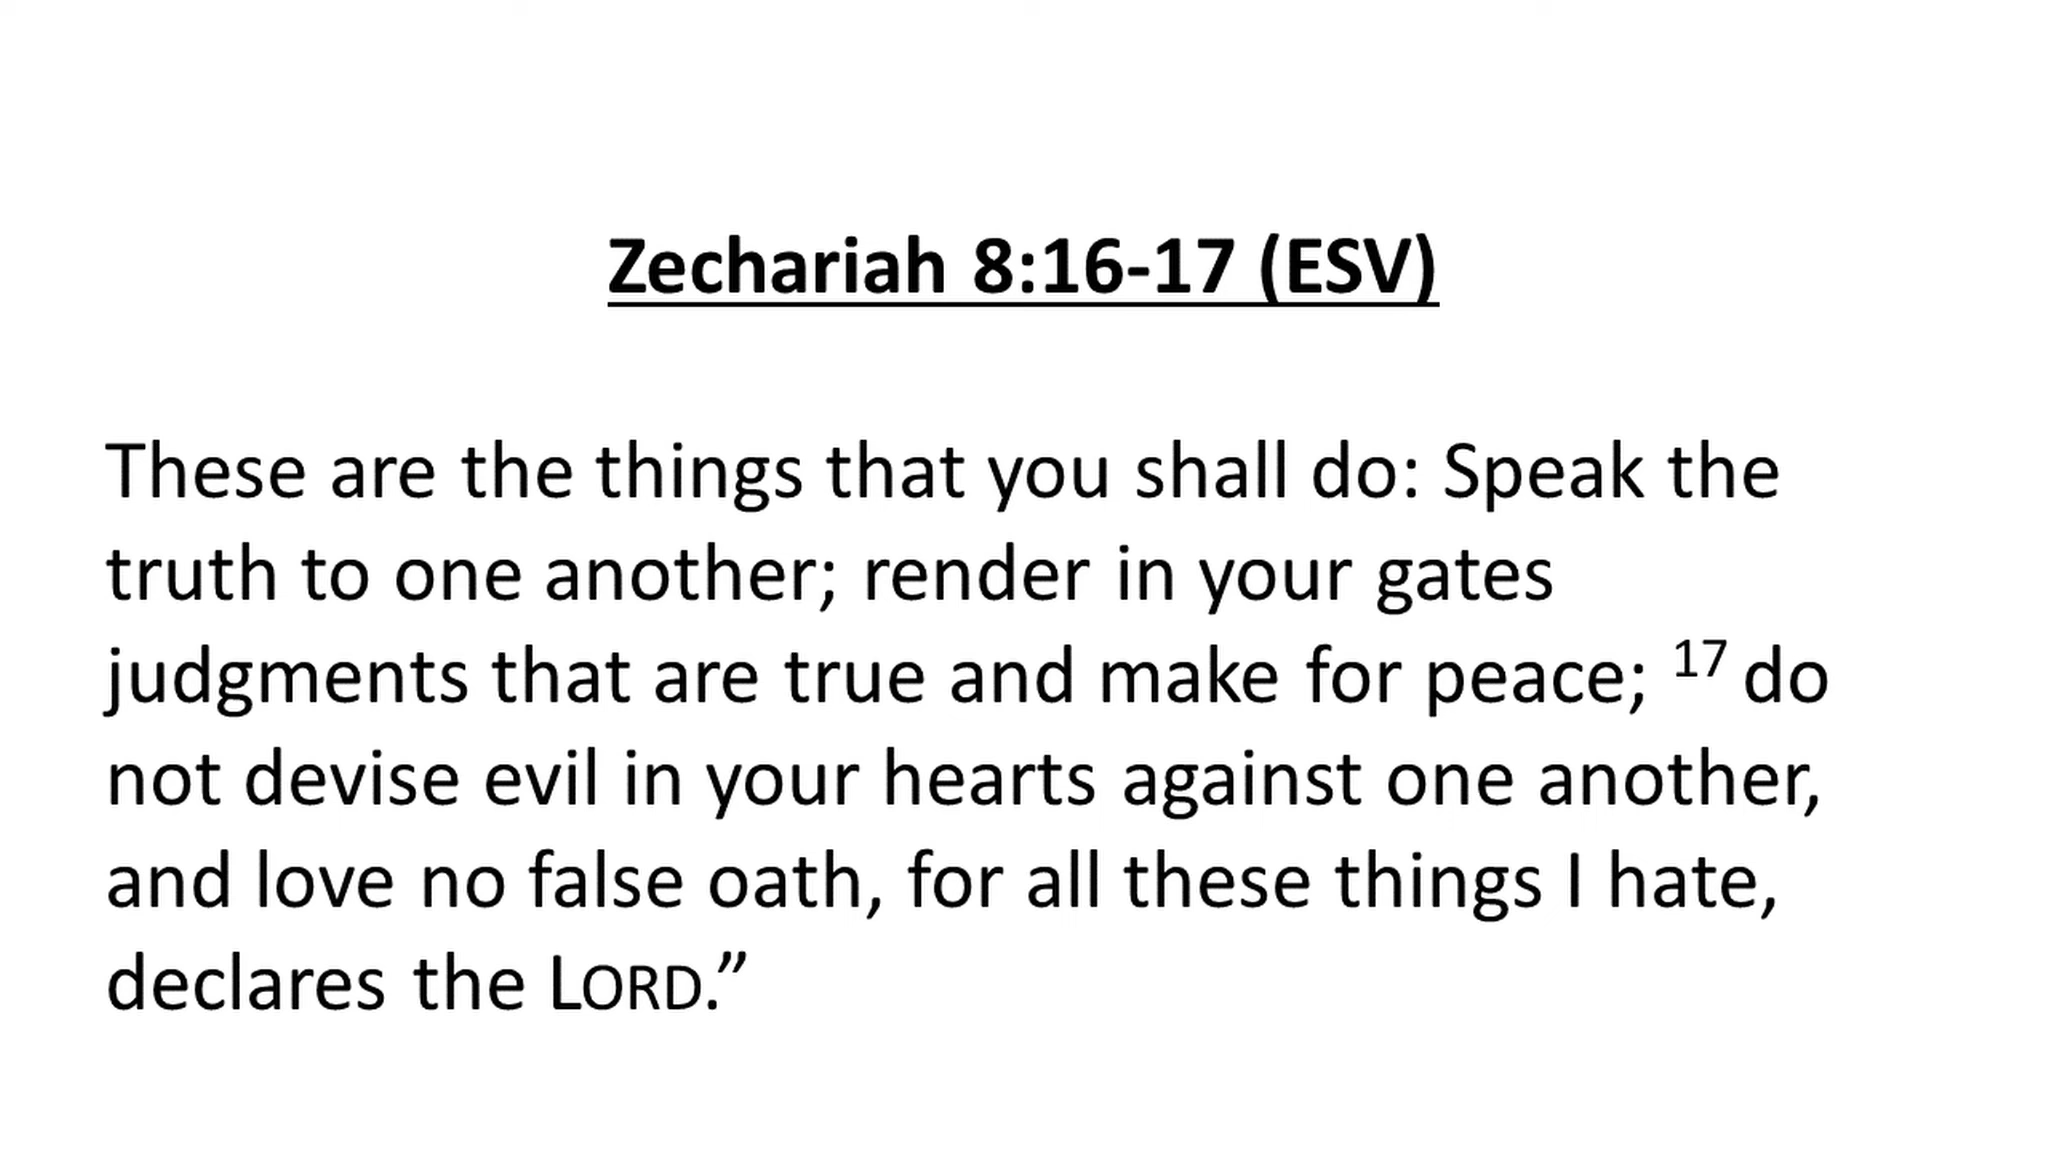 Zechariah 8:16-17 (ESV)
These are the things that you shall do: Speak the
truth to one another; render in your gates
judgments that are true and make for peace; 17 do
not devise evil in your hearts against one another,
and love no false oath, for all these things I hate,
declares the LORD.”